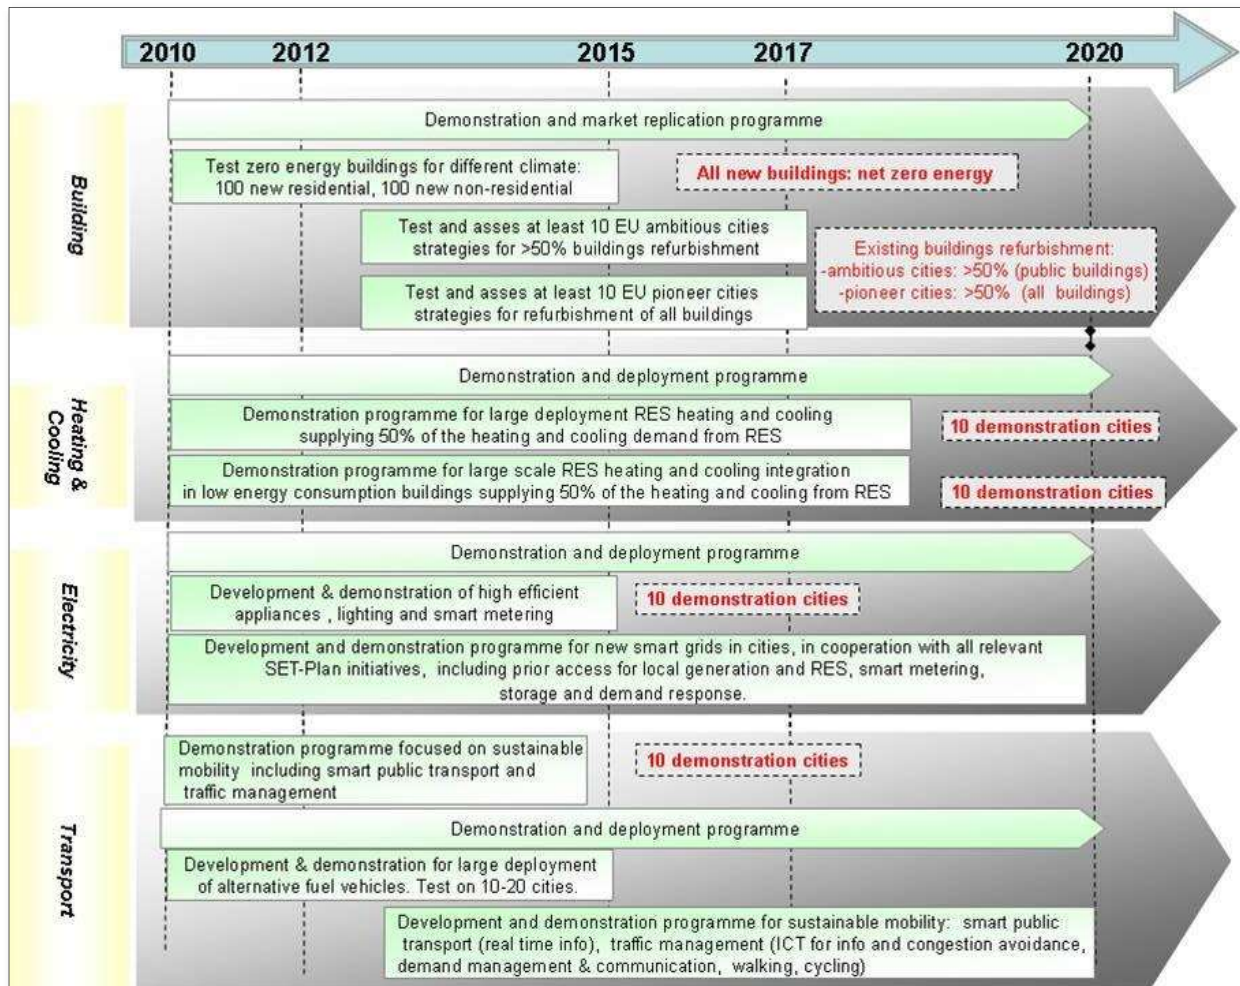 2010 2012 2015 2017 2020
Building
Demonstration and market replication programme
Test zero energy buildings for different climate:
100 new residential, 100 new non-residential
All new buildings: net zero energy
Test and asses at least 10 EU ambitious cities
strategies for >50% buildings refurbishment
Existing buildings refurbishment:
-ambitious cities: >50% (public buildings)
-pioneer cities: >50% (all buildings)
Test and asses at least 10 EU pioneer cities
strategies for refurbishment of all buildings
Heating &
Cooling
Demonstration and deployment programme
Demonstration programme for large deployment RES heating and cooling
supplying 50% of the heating and cooling demand from RES
10 demonstration cities
Demonstration programme for large scale RES heating and cooling integration
in low energy consumption buildings supplying 50% of the heating and cooling from RES
10 demonstration cities
Electricity
Demonstration and deployment programme
Development & demonstration of high efficient
appliances , lighting and smart metering
10 demonstration cities
Development and demonstration programme for new smart grids in cities, in cooperation with all relevant
SET-Plan initiatives, including prior access for local generation and RES, smart metering,
storage and demand response.
Transport
Demonstration programme focused on sustainable
mobility including smart public transport and
traffic management
10 demonstration cities
Demonstration and deployment programme
Development & demonstration for large deployment
of alternative fuel vehicles. Test on 10-20 cities.
Development and demonstration programme for sustainable mobility: smart public
transport (real time info), traffic management (ICT for info and congestion avoidance,
demand management & communication, walking, cycling)